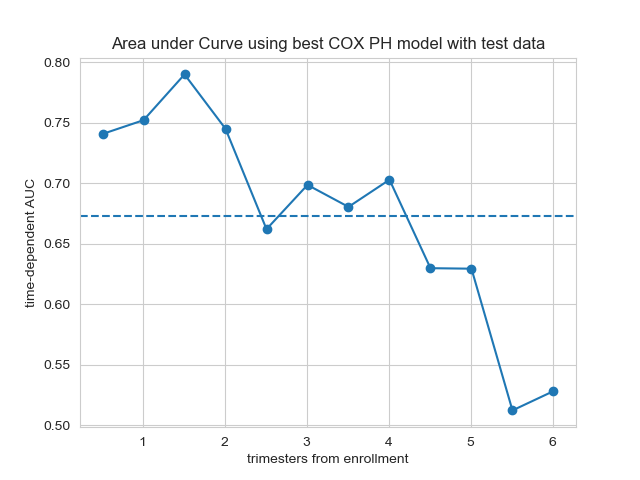 Area under Curve using best COX PH model with test data
time-dependent AUC
0.80
0.75
0.70
0.65
0.60
0.55
0.50
1 2 3 4 5 6
trimesters from enrollment